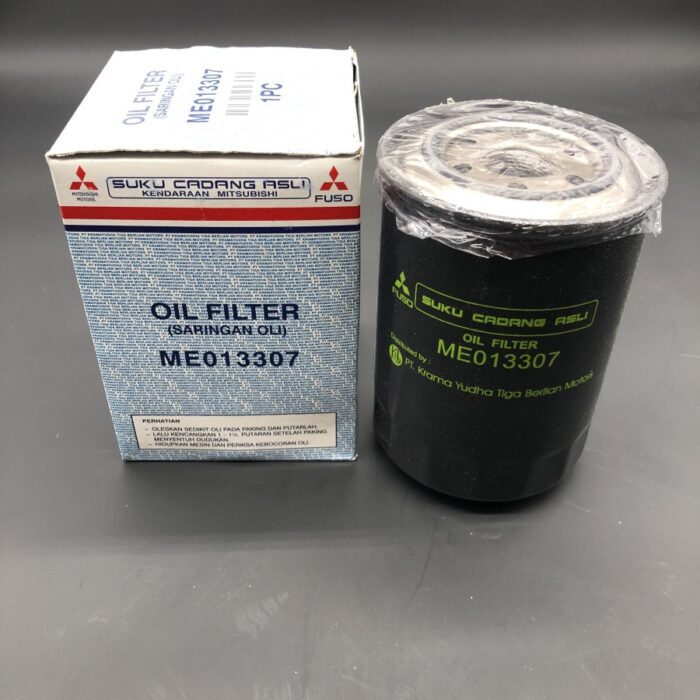 OIL FILTER
(SARINGAN OLI)
ME013307
1PC
MITSUBISHI
MOTORS
SUKU CADANG ASLI
KENDARAAN MITSUBISHI
FUSO
OIL FILTER
(SARINGAN OLI)
ME013307
PERHATIAN
- OLESKAN SEDIKIT OLI PADA PAKING DAN PUTARLAH.
- LALU KENCANGKAN 1 - 1¼ PUTARAN SETELAH PAKING
MENYENTUH DUDUKAN.
- HIDUPKAN MESIN DAN PERIKSA KEBOCORAN OLI.
FUSO
SUKU CADANG ASLI
OIL FILTER
ME013307
Distributed by :
PT. Krama Yudha Tiga Berlian Motors